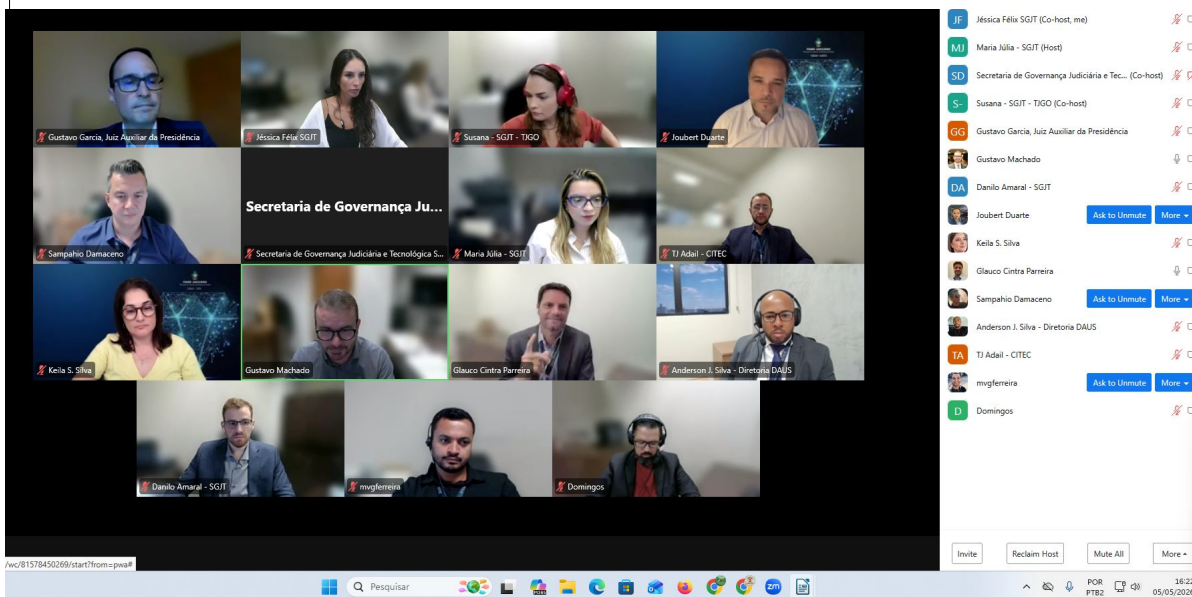 Gustavo Garcia, Juiz Auxiliar da Presidência
Jéssica Félix SGJT
Susana - SGJT - TJGO
Joubert Duarte
Sampahio Damaceno
Secretaria de Governança Ju...
Secretaria de Governança Judiciária e Tecnológica S...
Maria Júlia - SGJT
TJ Adail - CITEC
Keila S. Silva
Gustavo Machado
Glauco Cintra Parreira
Anderson J. Silva - Diretoria DAUS
Danilo Amaral - SGJT
mvgferreira
Domingos
JF Jéssica Félix SGJT (Co-host, me)
MJ Maria Júlia - SGJT (Host)
SD Secretaria de Governança Judiciária e Tec... (Co-host)
S- Susana - SGJT - TJGO (Co-host)
GG Gustavo Garcia, Juiz Auxiliar da Presidência
Gustavo Machado
DA Danilo Amaral - SGJT
Joubert Duarte Ask to Unmute More
Keila S. Silva
Glauco Cintra Parreira
Sampahio Damaceno Ask to Unmute More
Anderson J. Silva - Diretoria DAUS
TA TJ Adail - CITEC
mvgferreira Ask to Unmute More
D Domingos
Invite Reclaim Host Mute All More
/wc/81578450269/start?from=pwa#
Pesquisar
zm
POR
PTB2
16:22